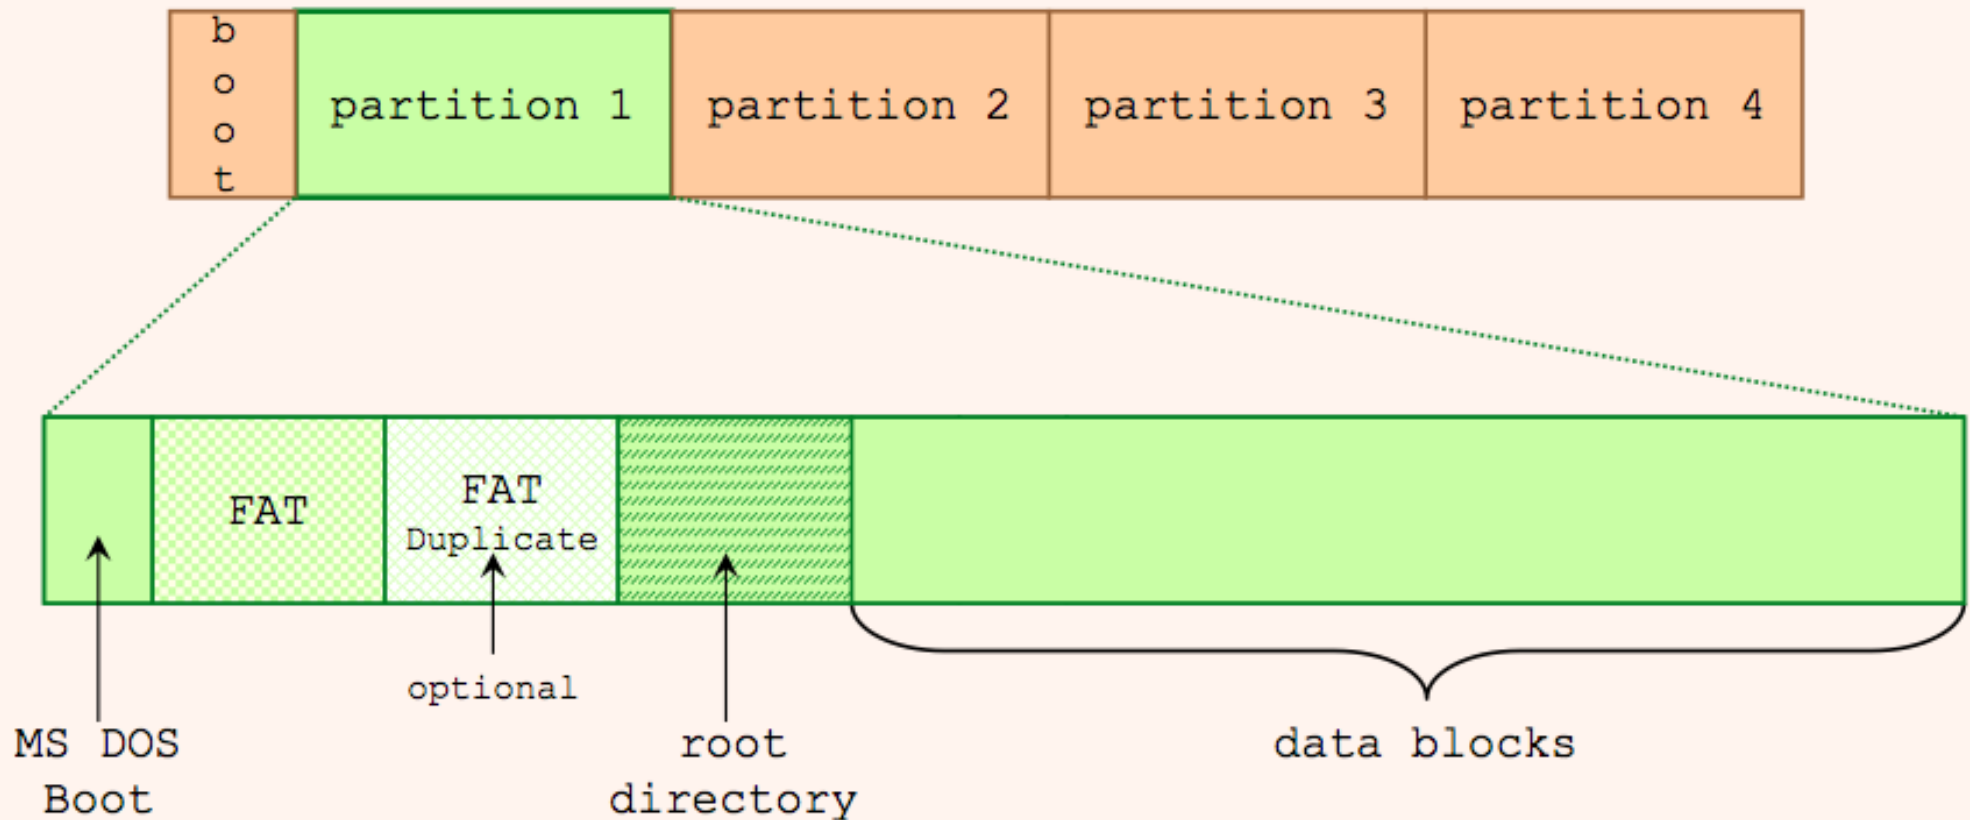 boot
partition 1
partition 2
partition 3
partition 4
FAT
FAT
Duplicate
optional
MS DOS
Boot
root
directory
data blocks